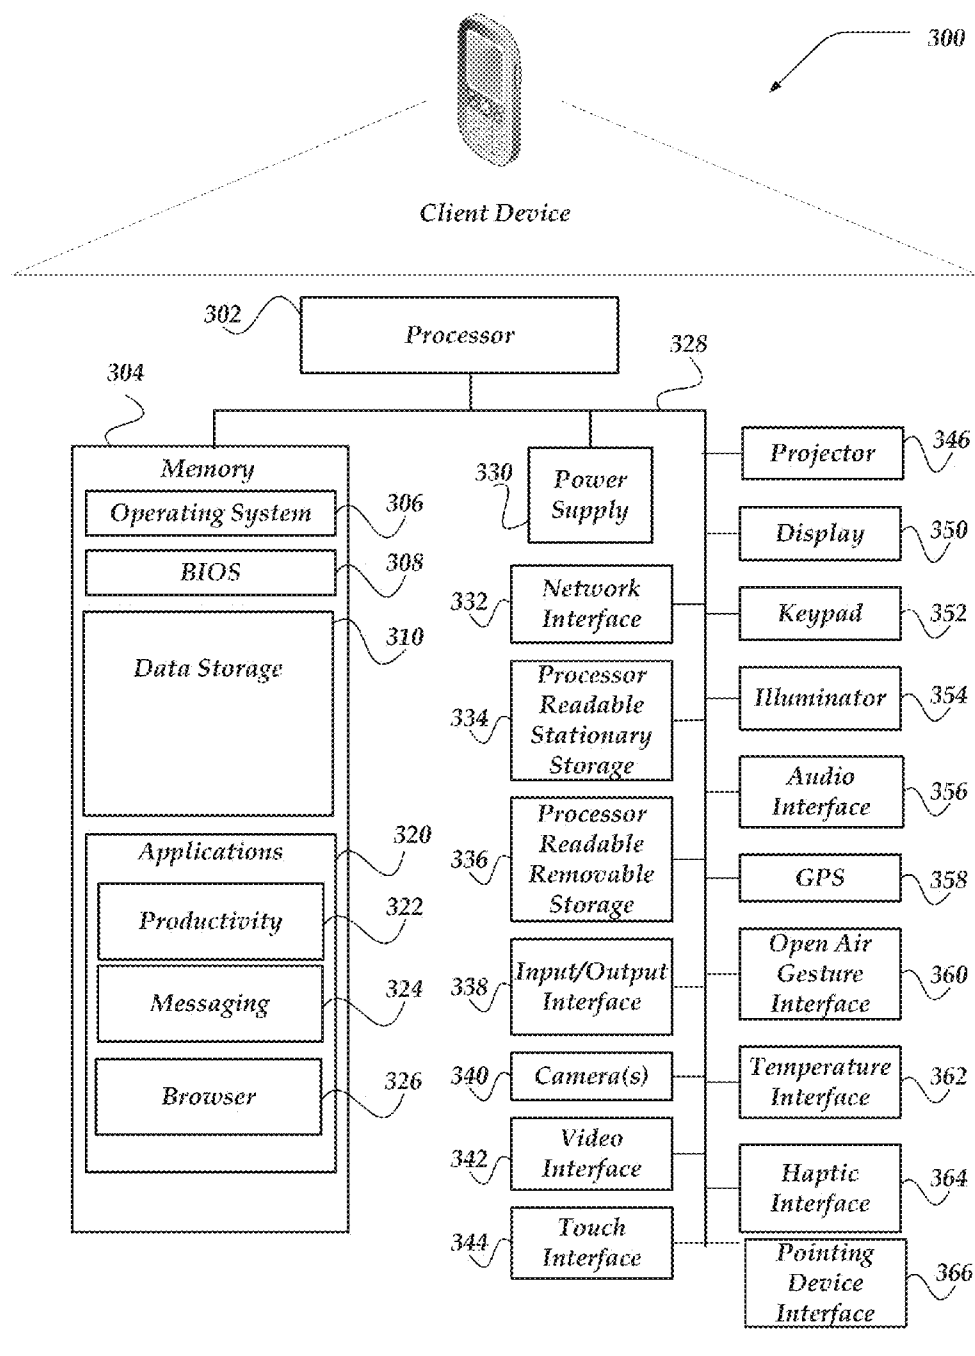 300
Client Device
302
Processor
328
304
Memory
Operating System
306
BIOS
308
310
Data Storage
Applications
320
Productivity
322
Messaging
324
Browser
326
330
Power
Supply
332
Network
Interface
334
Processor
Readable
Stationary
Storage
336
Processor
Readable
Removable
Storage
338
Input/Output
Interface
340
Camera(s)
342
Video
Interface
344
Touch
Interface
Projector
346
Display
350
Keypad
352
Illuminator
354
Audio
Interface
356
GPS
358
Open Air
Gesture
Interface
360
Temperature
Interface
362
Haptic
Interface
364
Pointing
Device
Interface
366